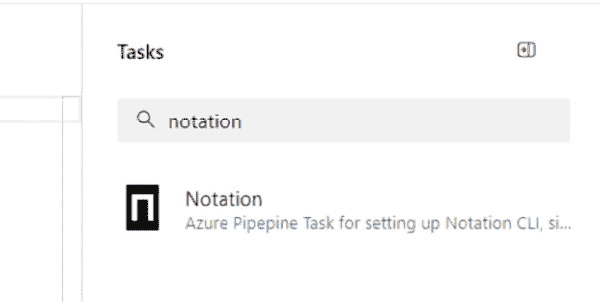 Tasks
notation
Notation
Azure Pipepine Task for setting up Notation CLI, si...